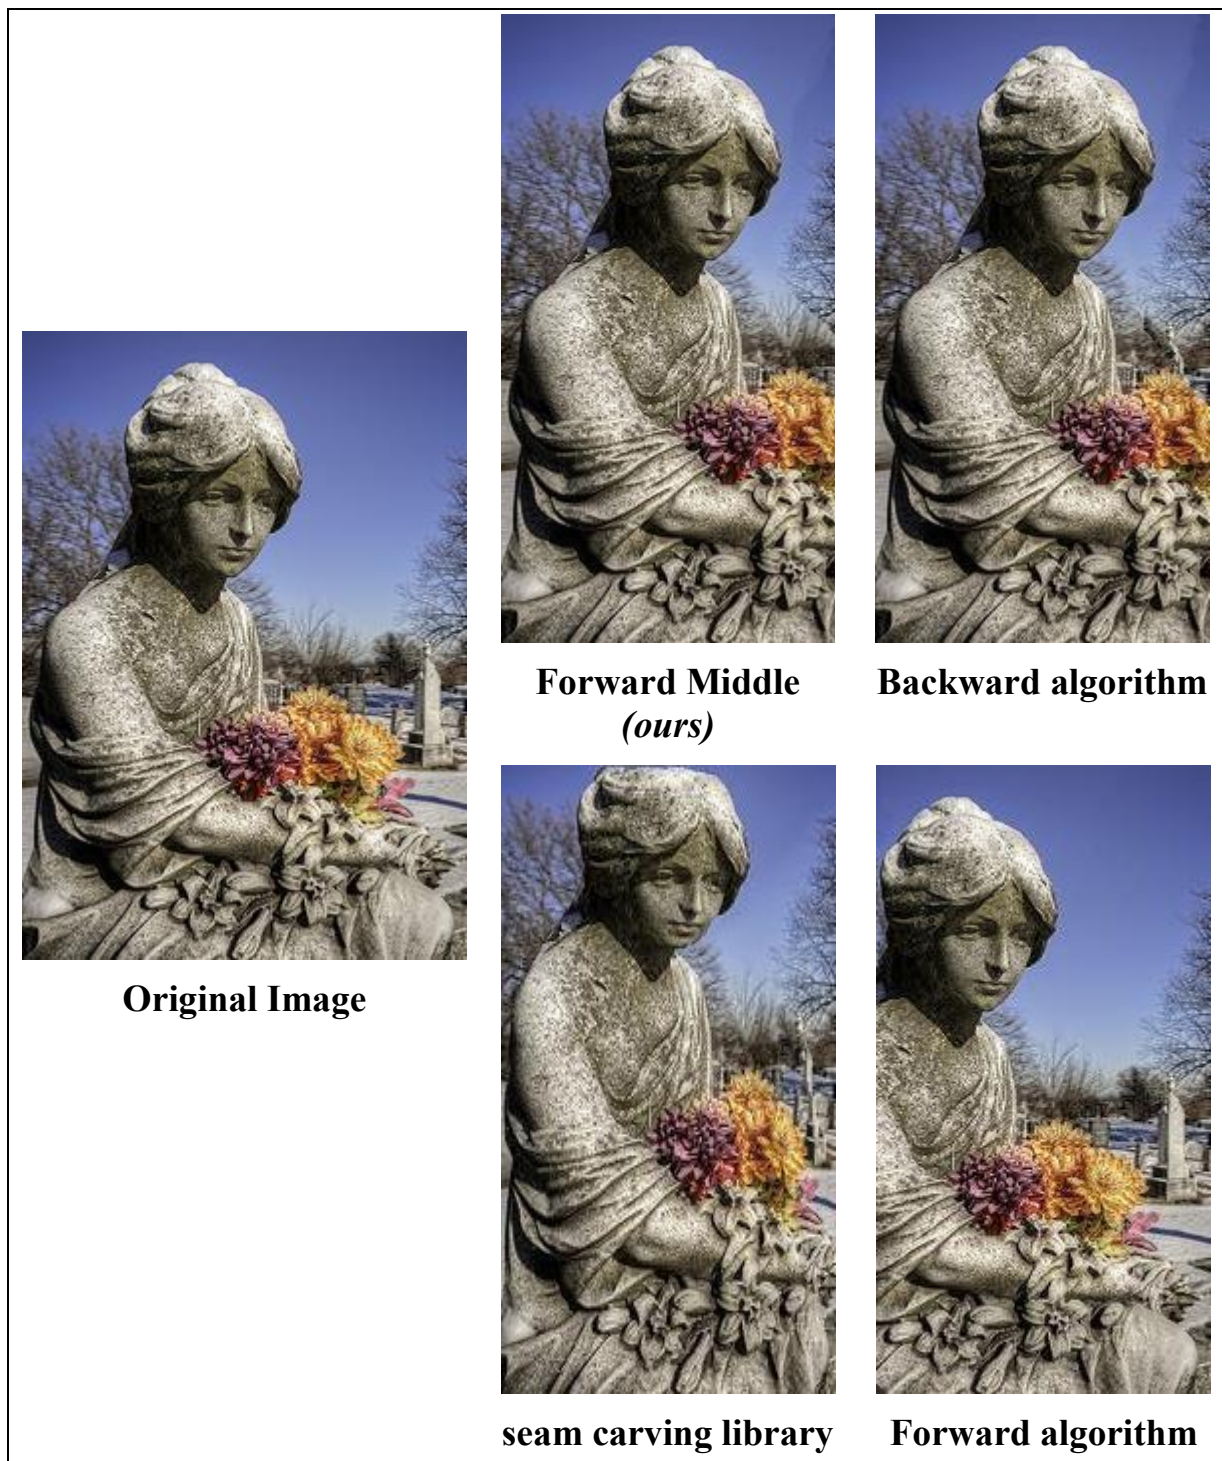 Forward Middle
(ours)
Backward algorithm
Original Image
seam carving library
Forward algorithm